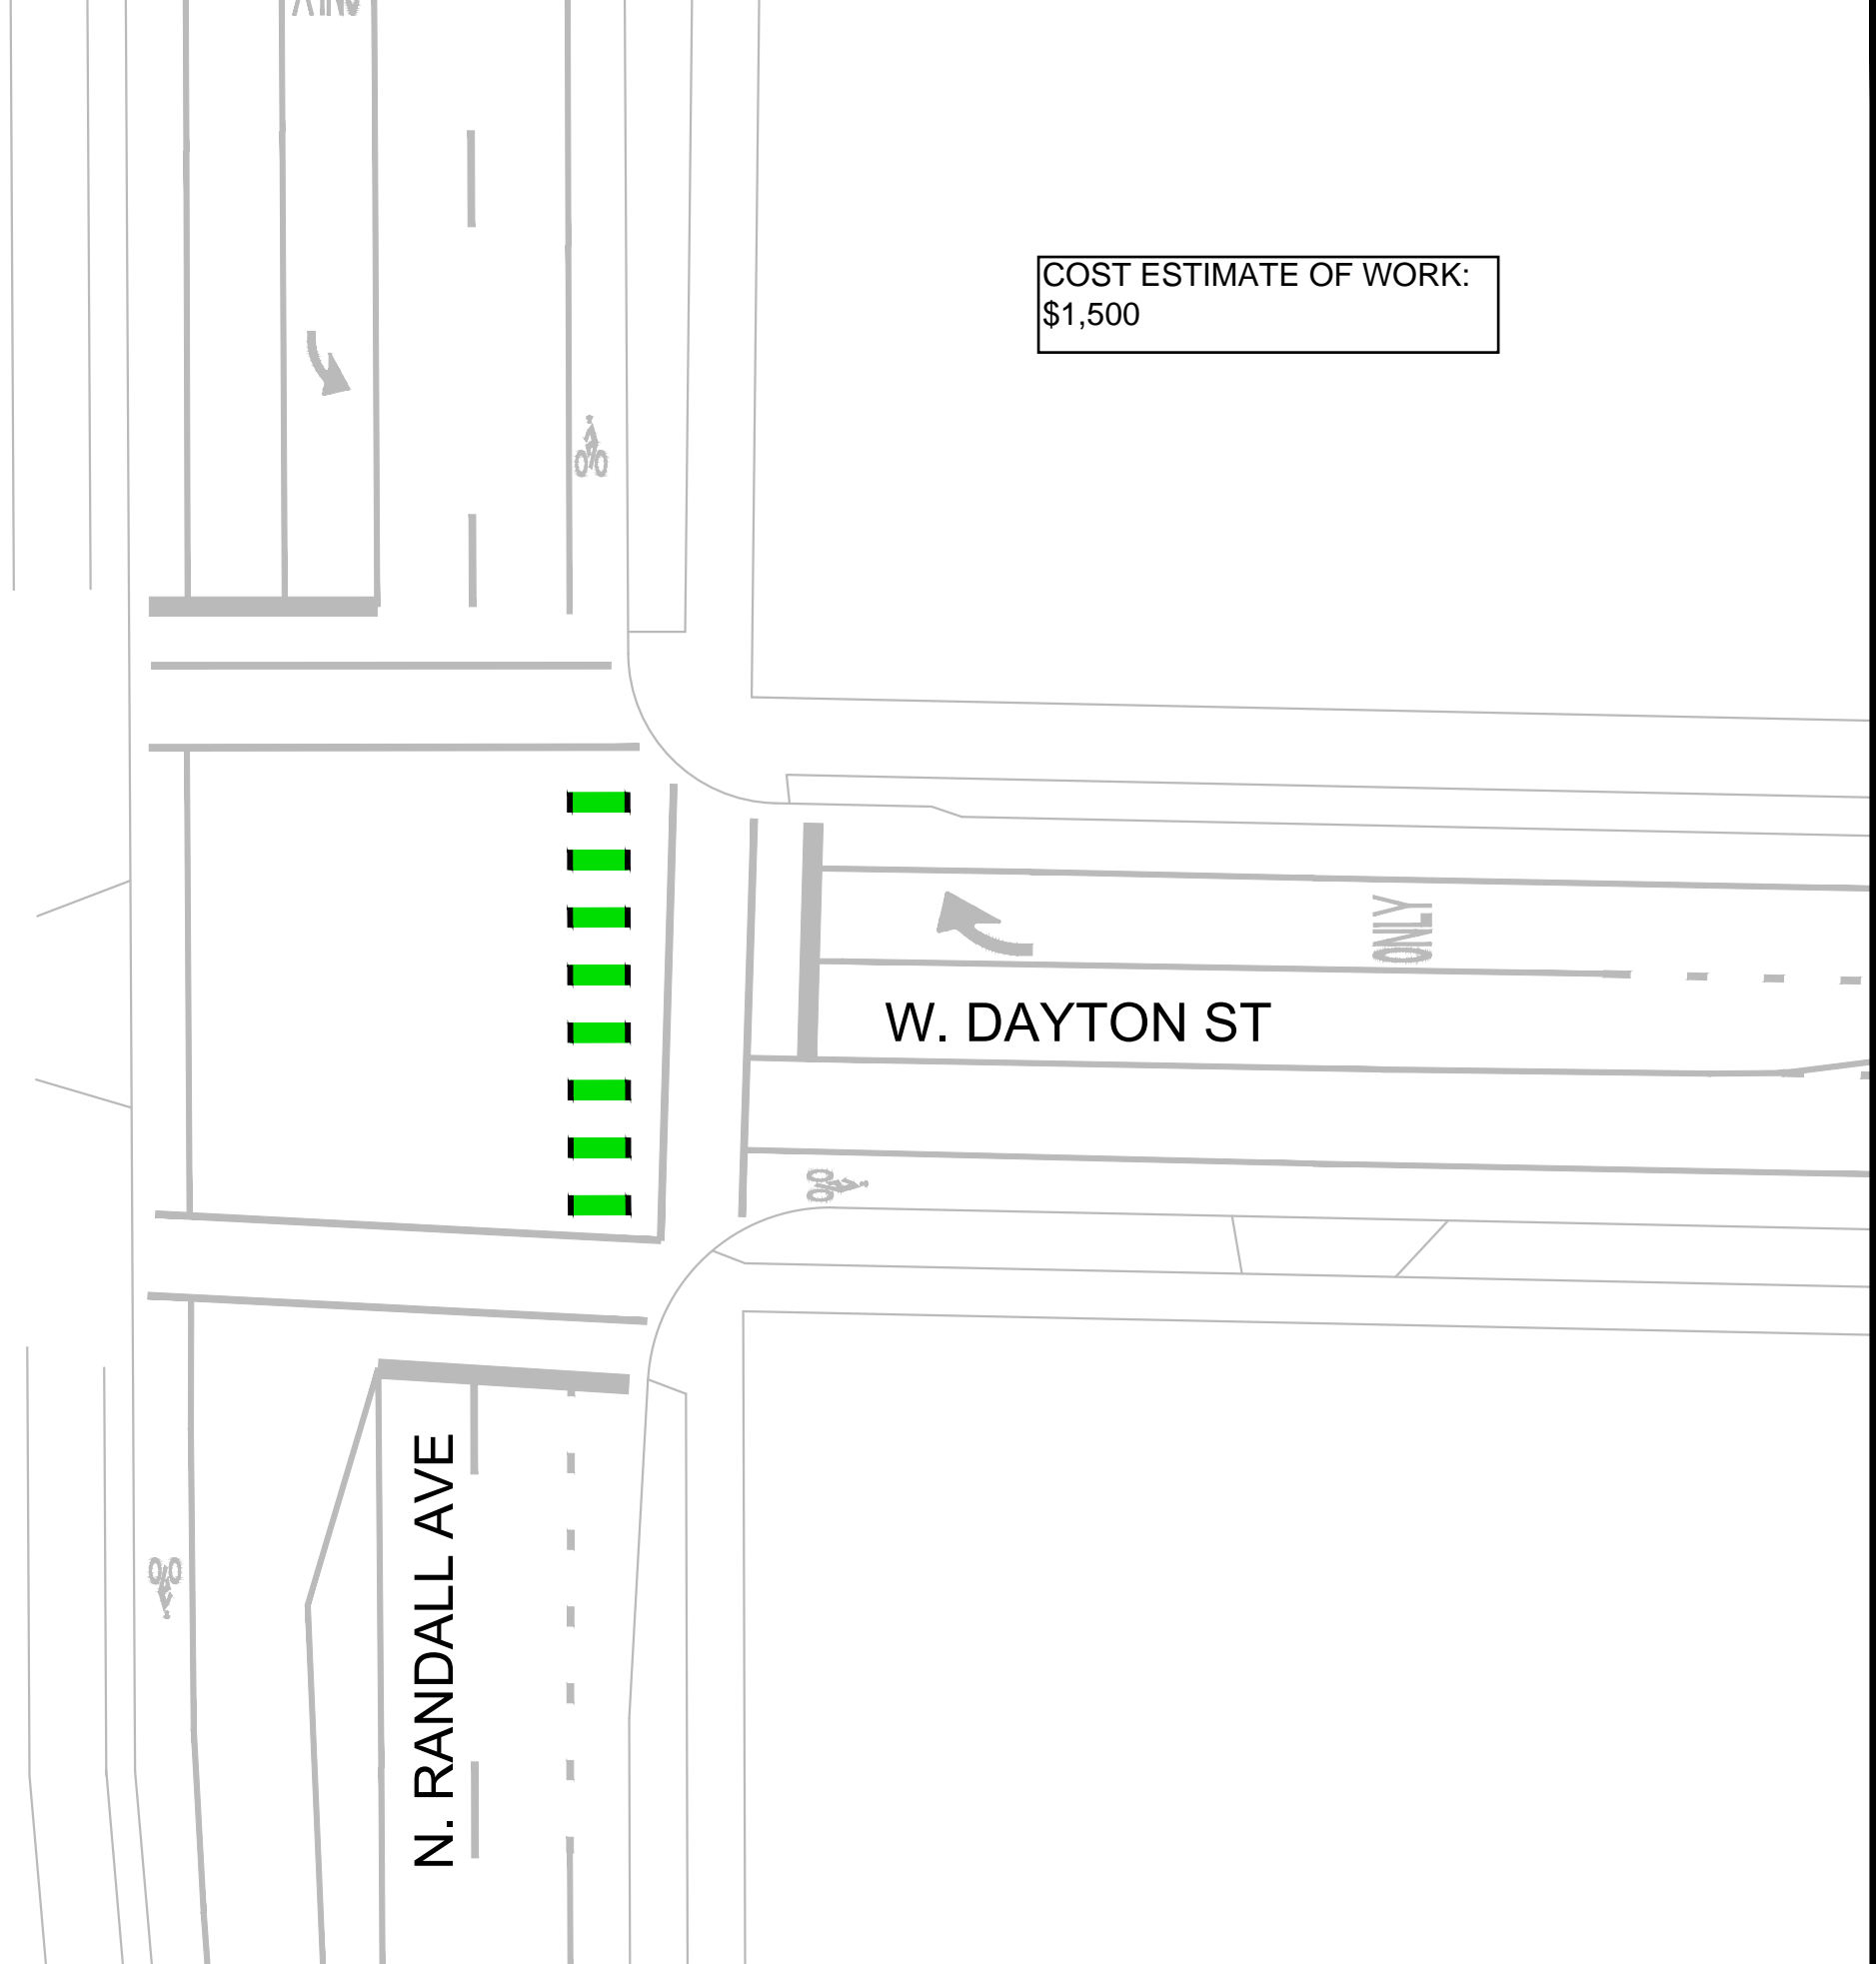 COST ESTIMATE OF WORK:
$1,500
ONLY
W. DAYTON ST
N. RANDALL AVE